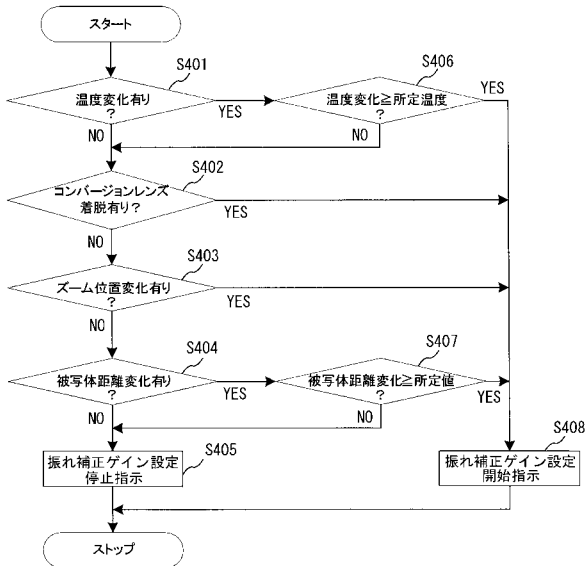 スタート
S401
温度変化有り
?
YES
NO
S406
温度変化≧所定温度
?
YES
NO
S402
コンバージョンレンズ
着脱有り?
YES
NO
S403
ズーム位置変化有り
?
YES
NO
S404
被写体距離変化有り
?
YES
NO
S407
被写体距離変化≧所定値
?
YES
NO
S405
振れ補正ゲイン設定
停止指示
S408
振れ補正ゲイン設定
開始指示
ストップ